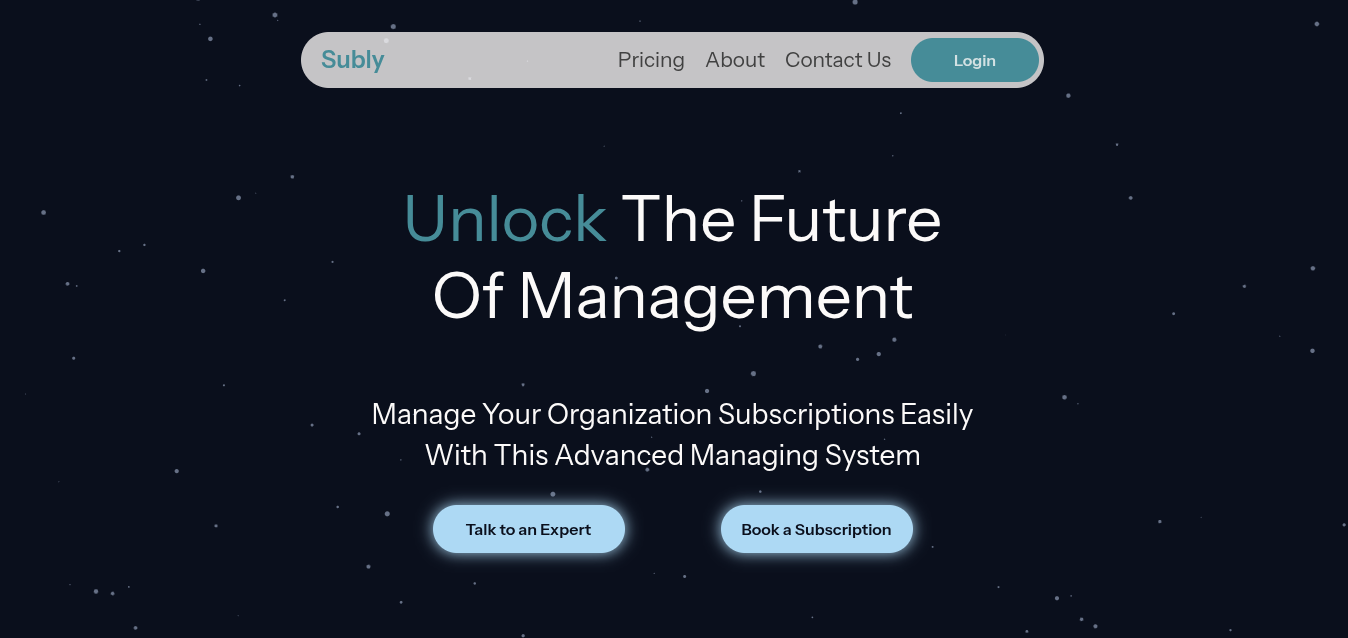 Subly
Pricing
About
Contact Us
Login
Unlock The Future
Of Management
Manage Your Organization Subscriptions Easily
With This Advanced Managing System
Talk to an Expert
Book a Subscription